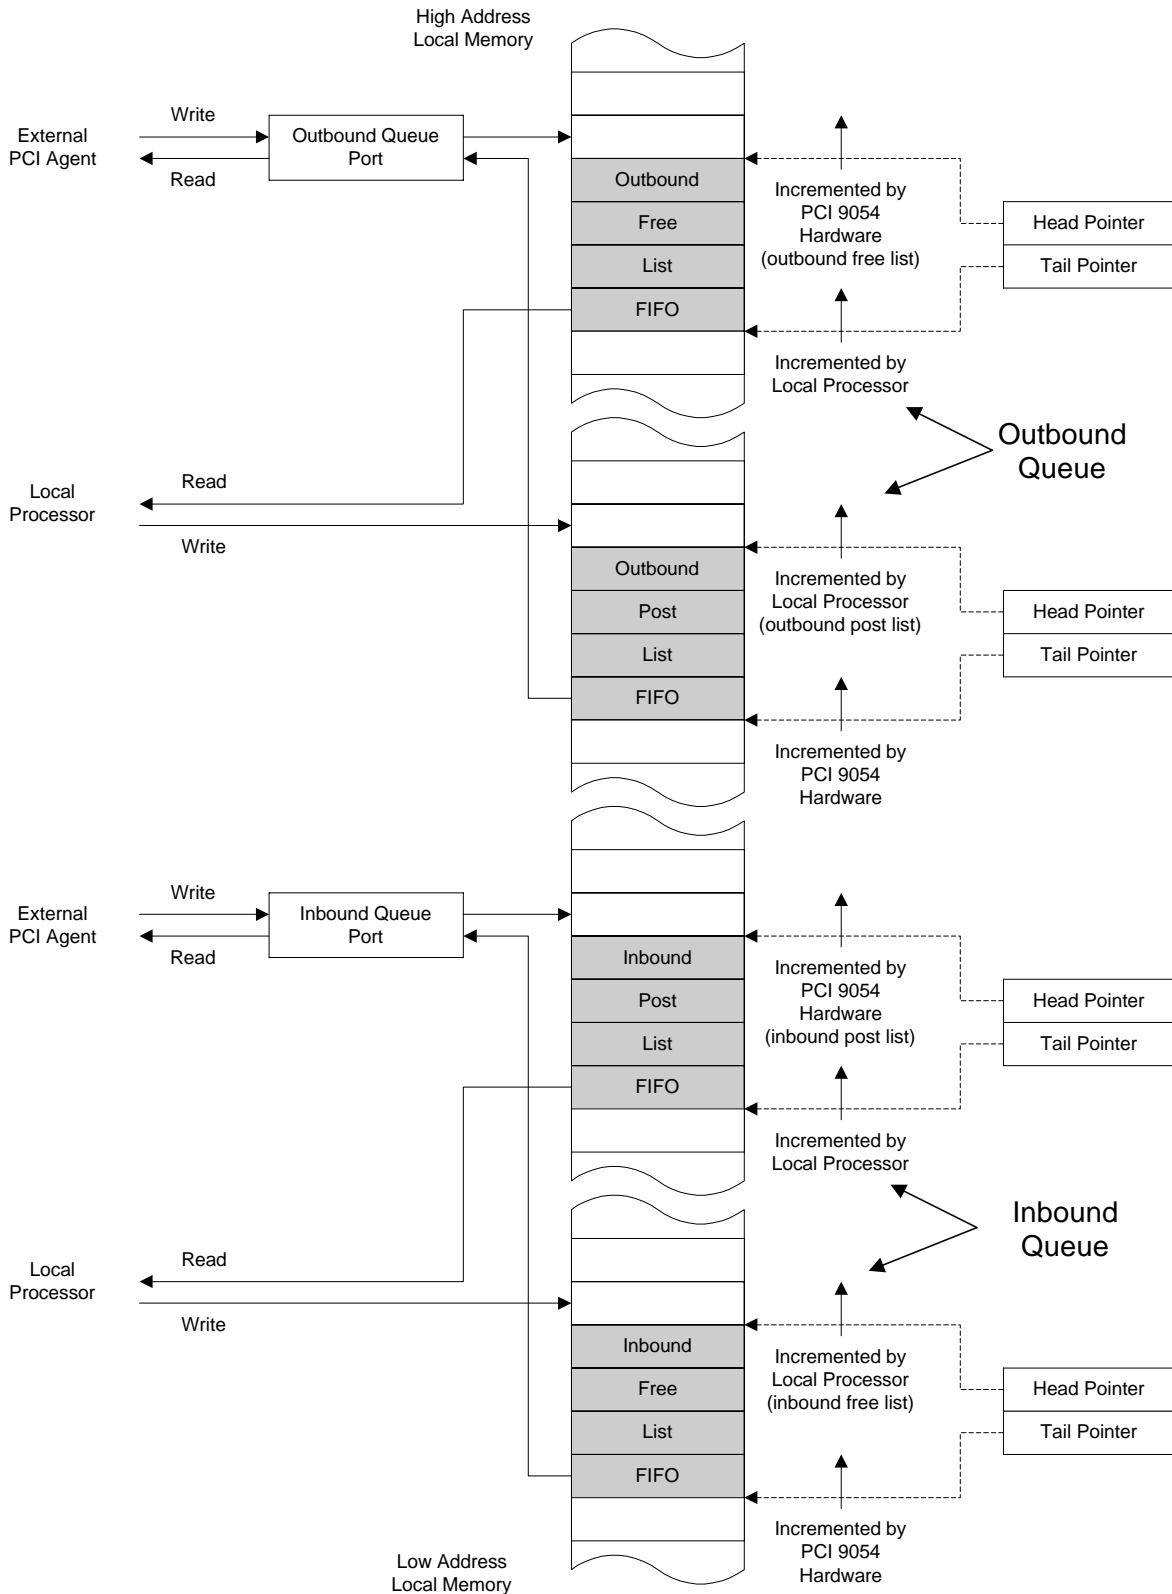 High Address
Local Memory
Write
External
PCI Agent
Outbound Queue
Port
Read
Outbound
Free
List
FIFO
Incremented by
PCI 9054
Hardware
(outbound free list)
Head Pointer
Tail Pointer
Incremented by
Local Processor
Outbound
Queue
Read
Local
Processor
Write
Outbound
Post
List
FIFO
Incremented by
Local Processor
(outbound post list)
Head Pointer
Tail Pointer
Incremented by
PCI 9054
Hardware
Write
External
PCI Agent
Inbound Queue
Port
Read
Inbound
Post
List
FIFO
Incremented by
PCI 9054
Hardware
(inbound post list)
Head Pointer
Tail Pointer
Incremented by
Local Processor
Inbound
Queue
Read
Local
Processor
Write
Inbound
Free
List
FIFO
Incremented by
Local Processor
(inbound free list)
Head Pointer
Tail Pointer
Incremented by
PCI 9054
Hardware
Low Address
Local Memory